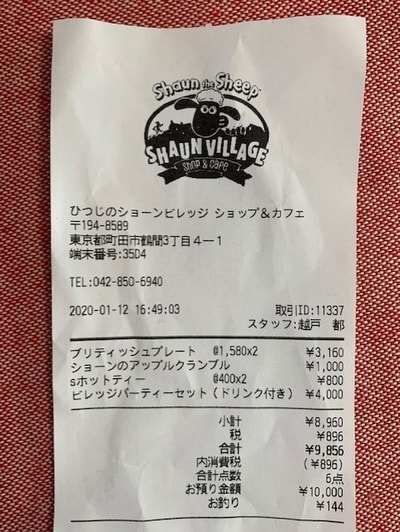 Shaun the Sheep
SHAUN VILLAGE
Shop & Cafe
ひつじのショーンビレッジ ショップ＆カフェ
〒194-8589
東京都町田市鶴間3丁目４－１
端末番号:35D4
TEL:042-850-6940
2020-01-12 16:49:03 取引ID:11337
スタッフ:越戸 都
ブリティッシュプレート @1,580x2 ¥3,160
ショーンのアップルクランブル ¥1,000
sホットティー @400x2 ¥800
ビレッジパーティーセット(ドリンク付き) ¥4,000
小計 ¥8,960
税 ¥896
合計 ¥9,856
内消費税 (¥896)
合計点数 6点
お預り金額 ¥10,000
お釣り ¥144